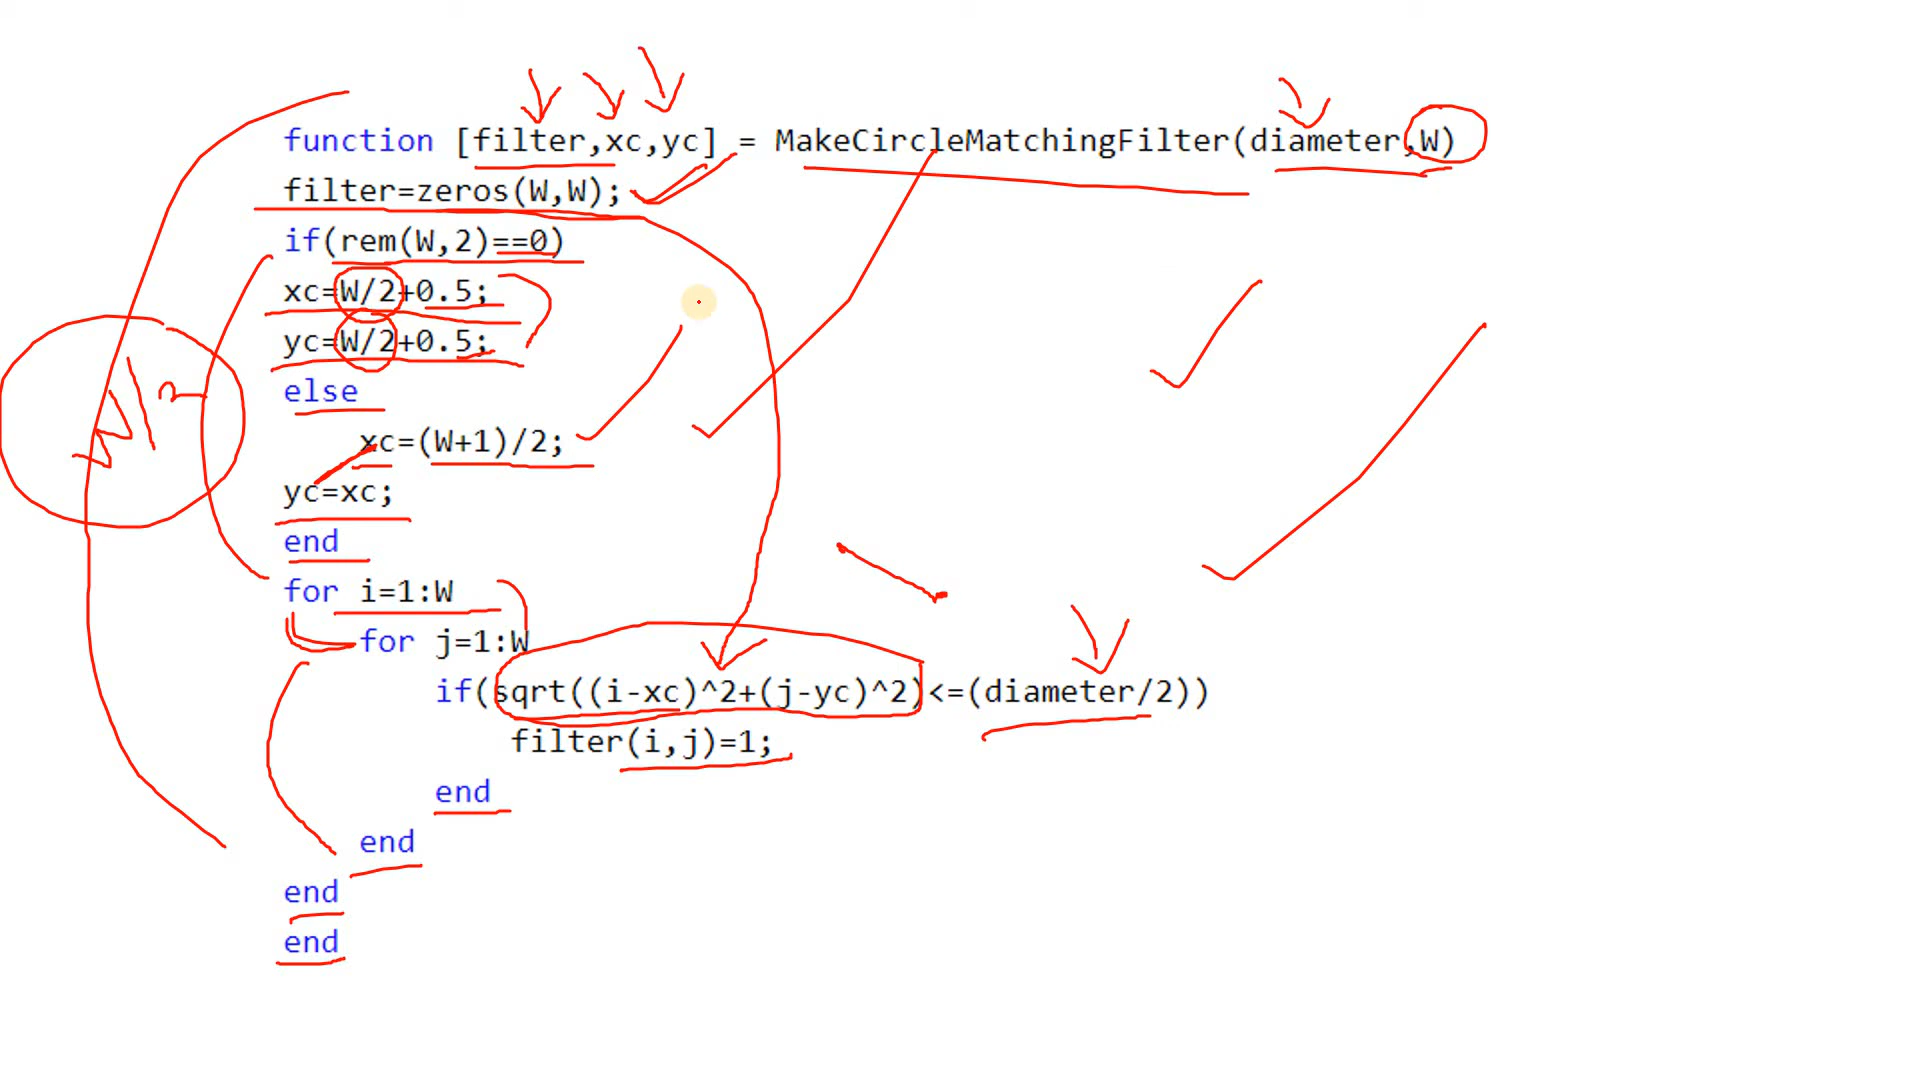 function [filter,xc,yc] = MakeCircleMatchingFilter(diameter,W)
filter=zeros(W,W);
if(rem(W,2)==0)
xc=W/2+0.5;
yc=W/2+0.5;
W/2
else
xc=(W+1)/2;
yc=xc;
end
for i=1:W
for j=1:W
if(sqrt((i-xc)^2+(j-yc)^2)<=(diameter/2))
filter(i,j)=1;
end
end
end
end